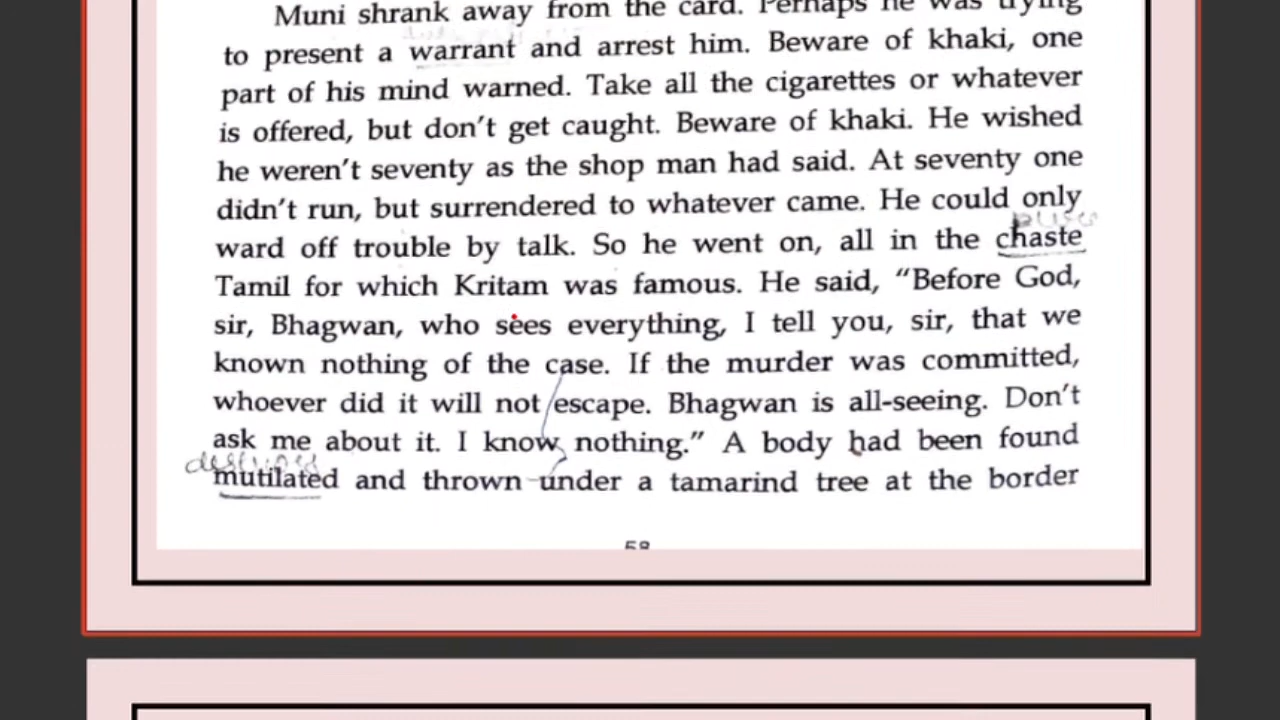 Muni shrank away from the card. Perhaps he was trying
to present a warrant and arrest him. Beware of khaki, one
part of his mind warned. Take all the cigarettes or whatever
is offered, but don't get caught. Beware of khaki. He wished
he weren't seventy as the shop man had said. At seventy one
didn't run, but surrendered to whatever came. He could only
ward off trouble by talk. So he went on, all in the chaste
Tamil for which Kritam was famous. He said, "Before God,
sir, Bhagwan, who sees everything, I tell you, sir, that we
known nothing of the case. If the murder was committed,
whoever did it will not escape. Bhagwan is all-seeing. Don't
ask me about it. I know nothing." A body had been found
mutilated and thrown under a tamarind tree at the border
58